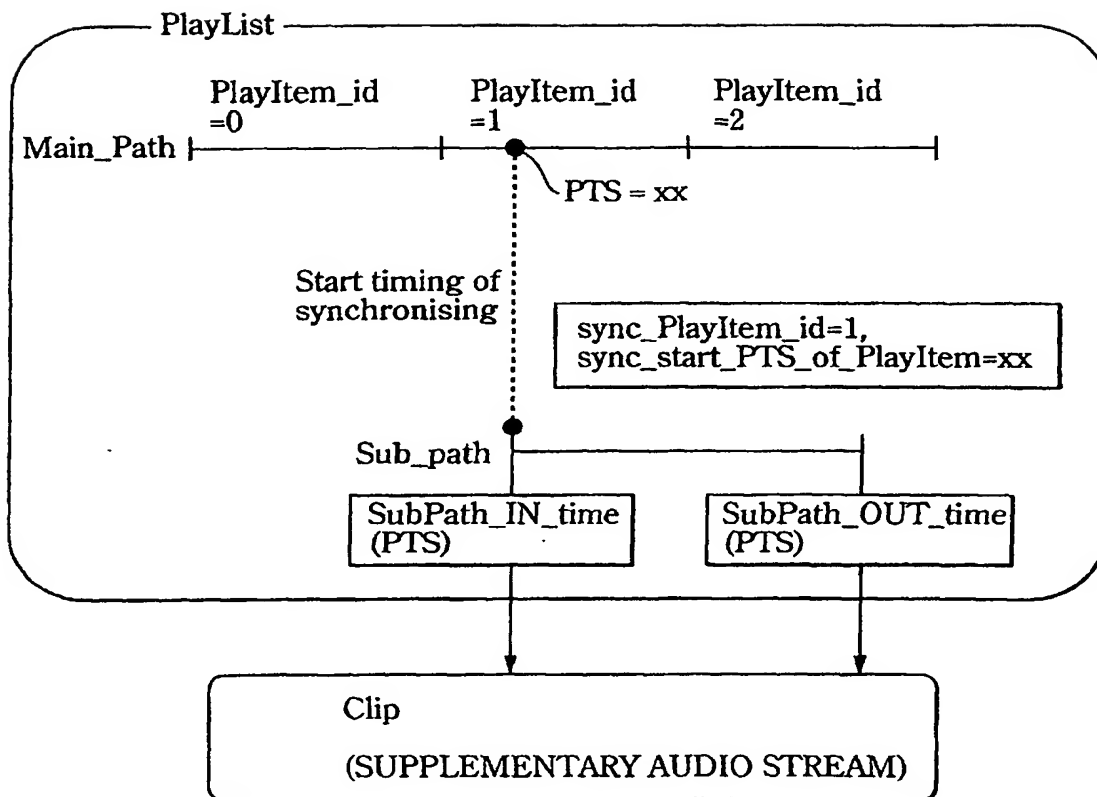 PlayList
PlayItem_id
=0
PlayItem_id
=1
PlayItem_id
=2
Main_Path
PTS = xx
Start timing of
synchronising
sync_PlayItem_id=1,
sync_start_PTS_of_PlayItem=xx
Sub_path
SubPath_IN_time
(PTS)
SubPath_OUT_time
(PTS)
Clip
(SUPPLEMENTARY AUDIO STREAM)